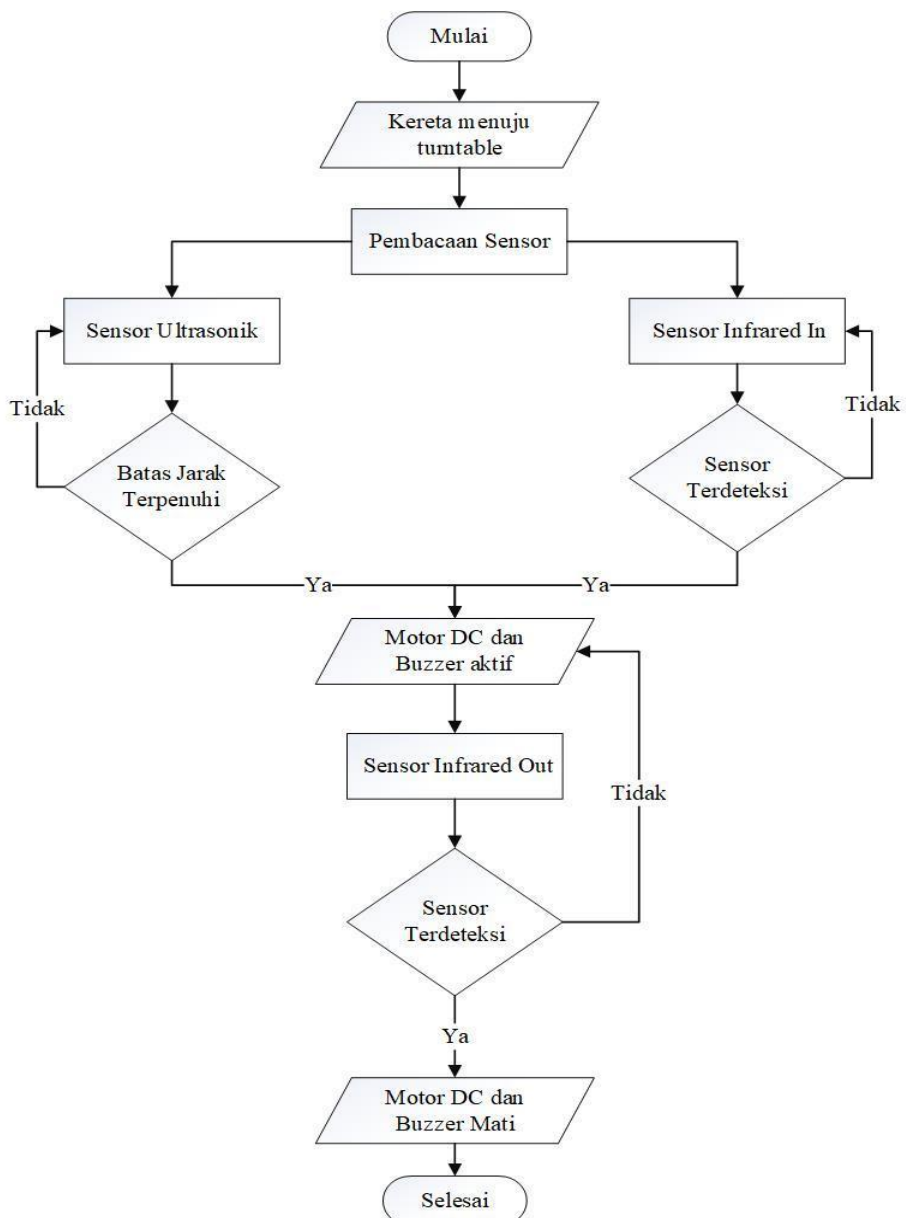 Mulai
Kereta menuju
turntable
Pembacaan Sensor
Sensor Ultrasonik
Sensor Infrared In
Tidak
Tidak
Batas Jarak
Terpenuhi
Sensor
Terdeteksi
Ya
Ya
Motor DC dan
Buzzer aktif
Sensor Infrared Out
Tidak
Sensor
Terdeteksi
Ya
Motor DC dan
Buzzer Mati
Selesai